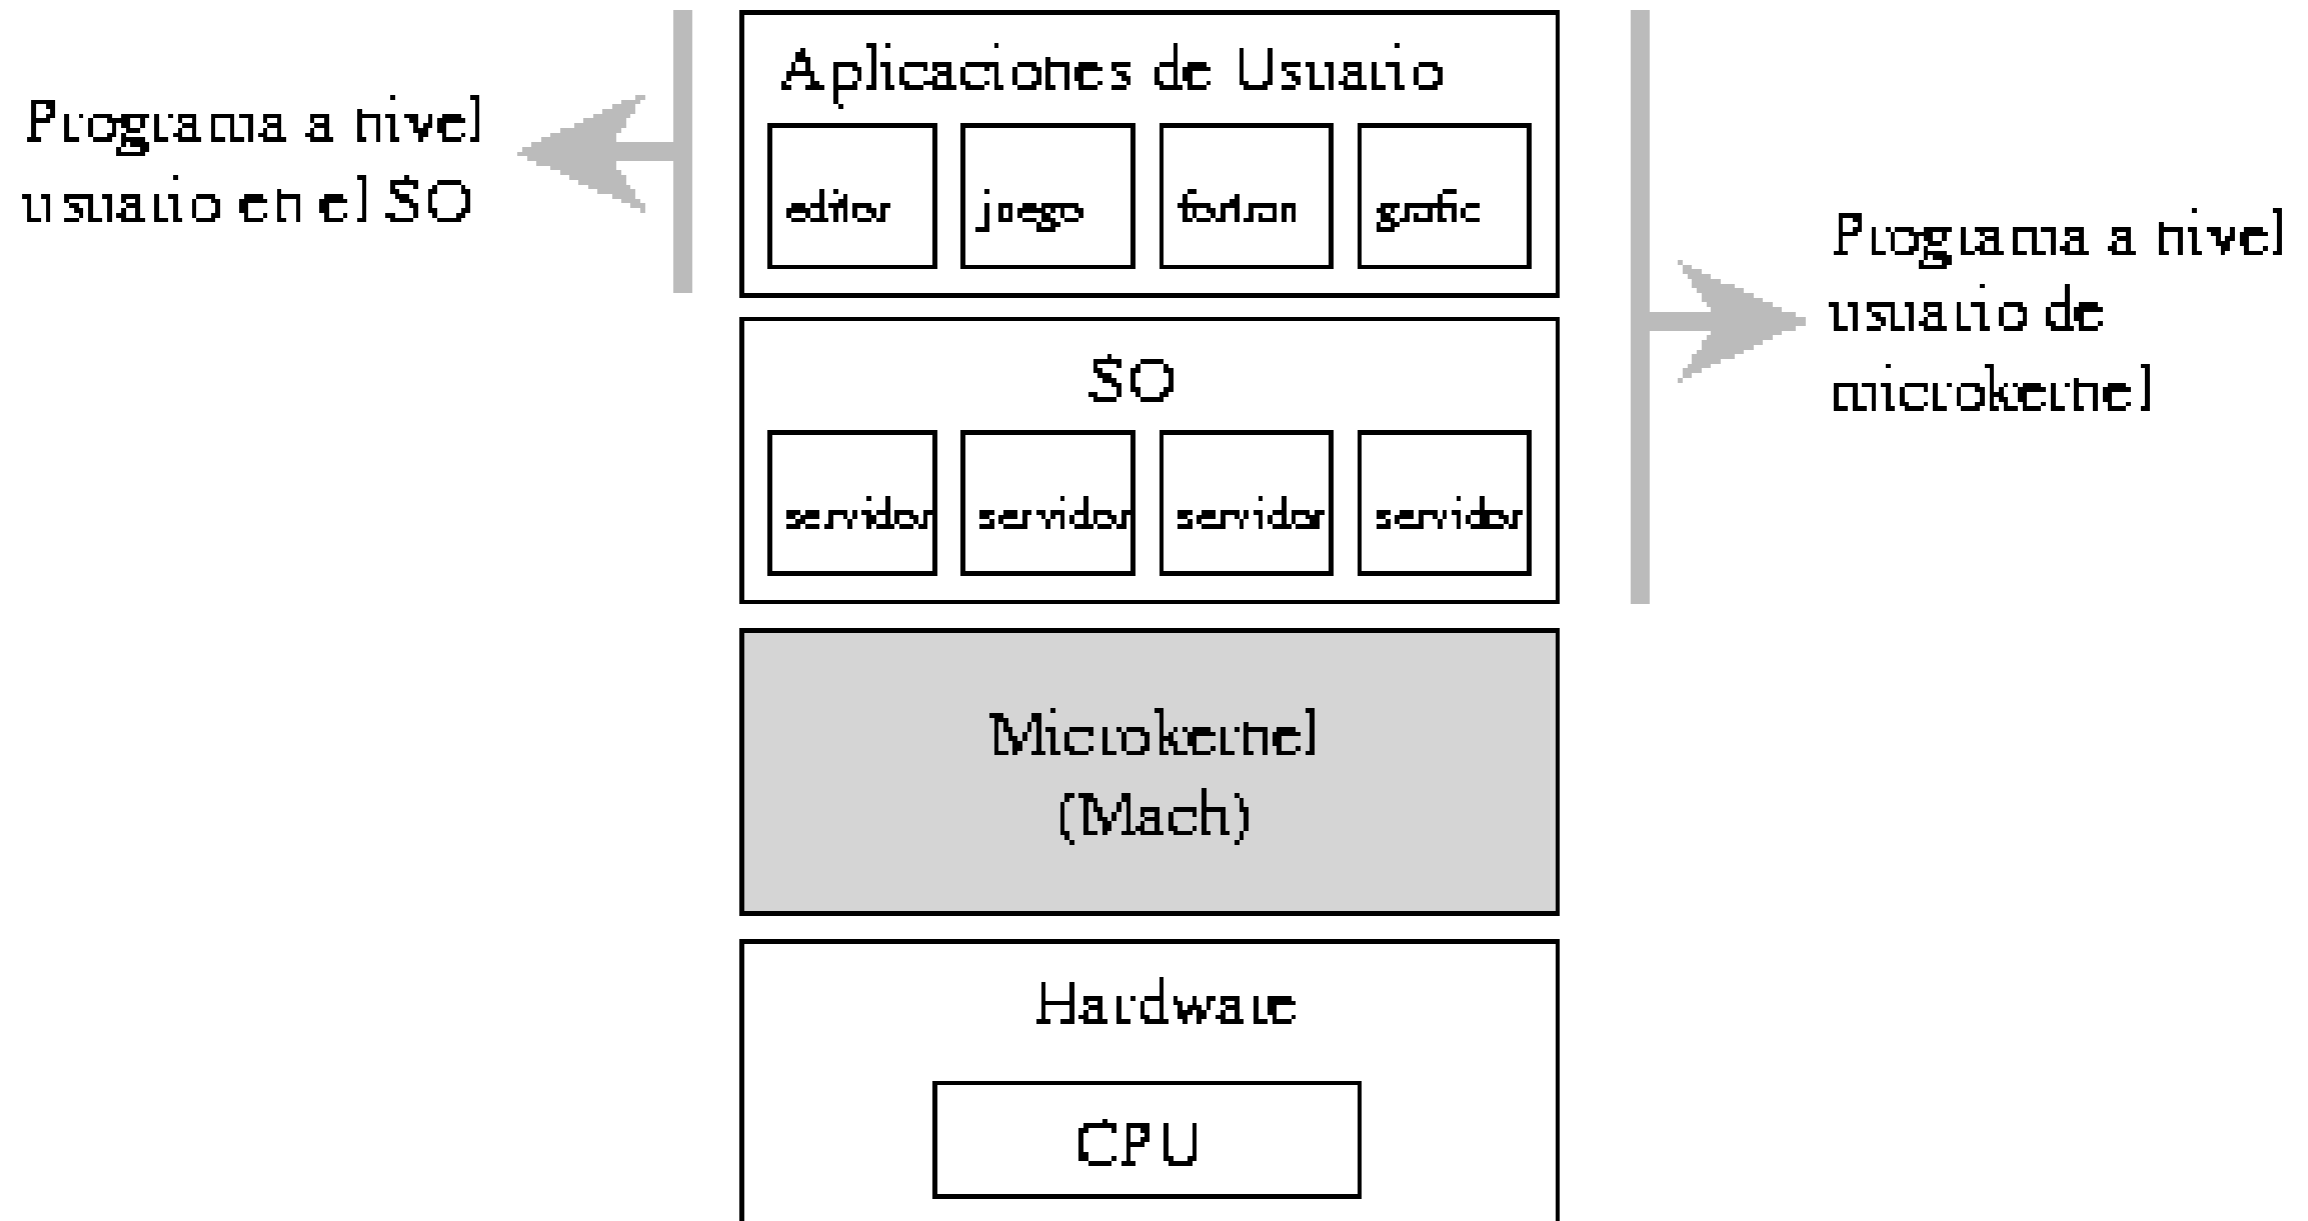 Aplicaciones de Usuario
Programa a nivel
usuario en el SO
editor
juego
fortran
grafic
Programa a nivel
usuario de
microkernel
SO
servidor
servidor
servidor
servidor
Microkernel
(Mach)
Hardware
CPU